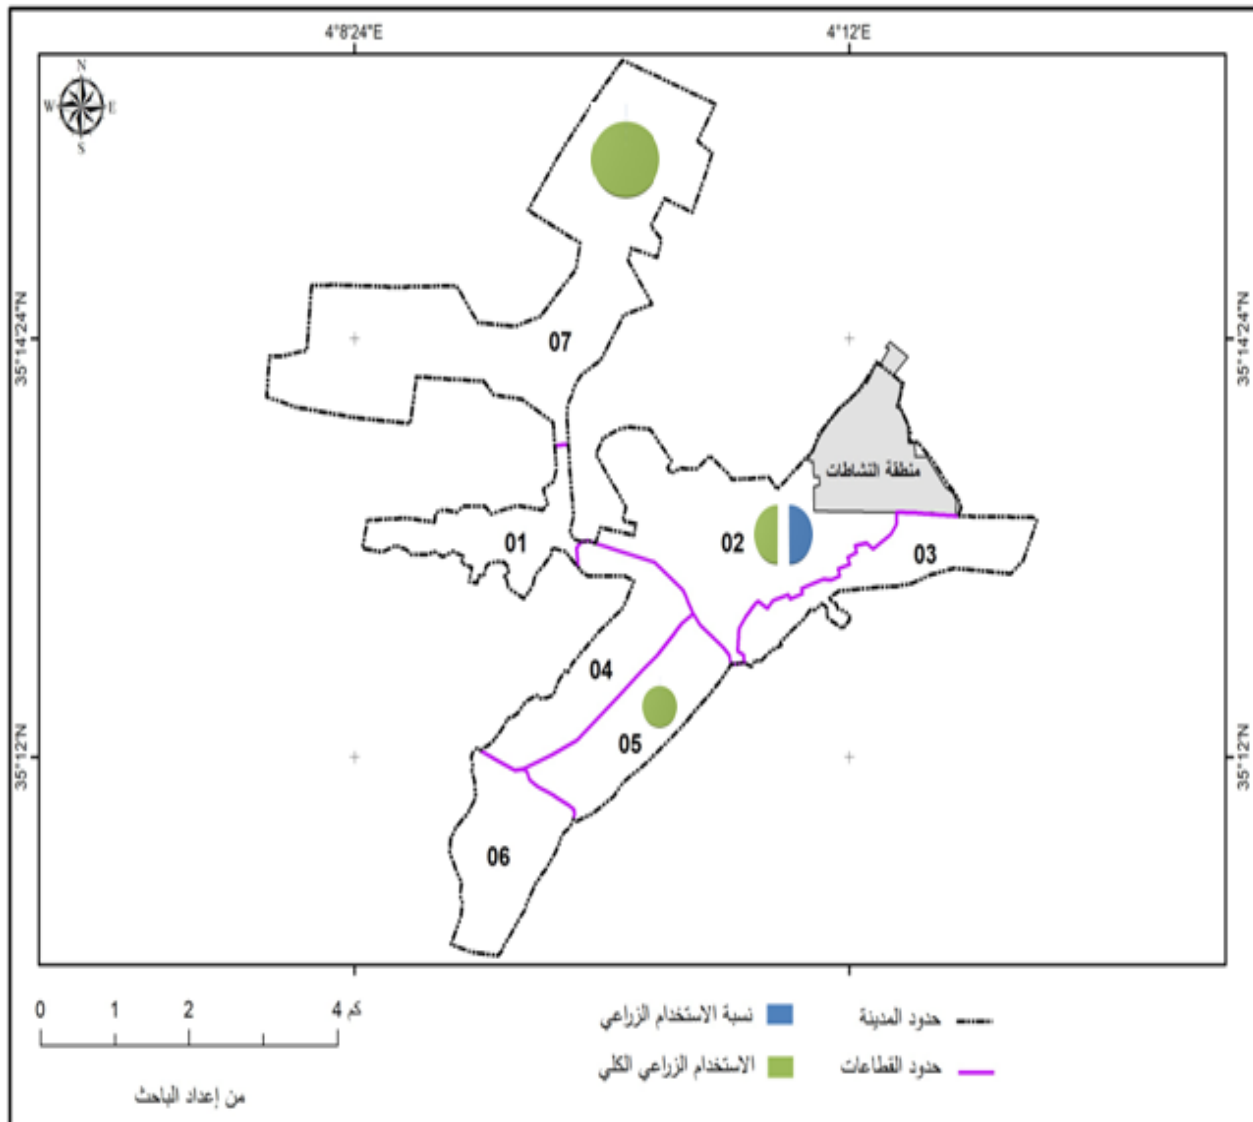 4°8'24"E
4°12'E
N
W
E
S
35°14'24"N
35°14'24"N
07
منطقة النشاطات
01
02
03
04
05
35°12'N
35°12'N
06
0 1 2 4 كم
نسبة الاستخدام الزراعي
حدود المدينة
الاستخدام الزراعي الكلي
حدود القطاعات
من إعداد الباحث